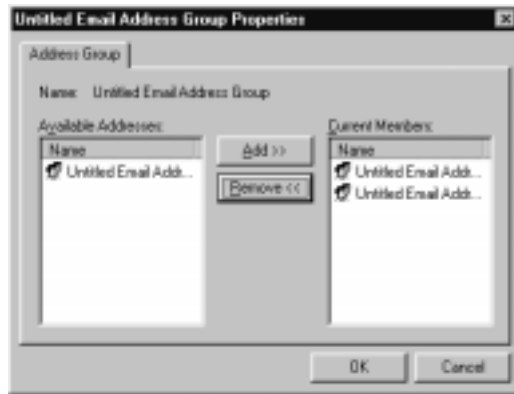 Untitled Email Address Group Properties
Address Group
Name: Untitled Email Address Group
Available Addresses:
Name
Untitled Email Addr...
Add >>
Remove <<
Current Members:
Name
Untitled Email Addr...
Untitled Email Addr...
OK
Cancel